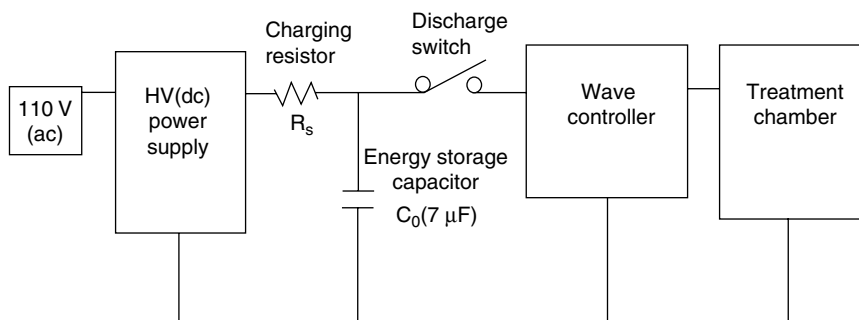 110 V
(ac)
HV(dc)
power
supply
Charging
resistor
Rₛ
Energy storage
capacitor
C₀(7 μF)
Discharge
switch
Wave
controller
Treatment
chamber